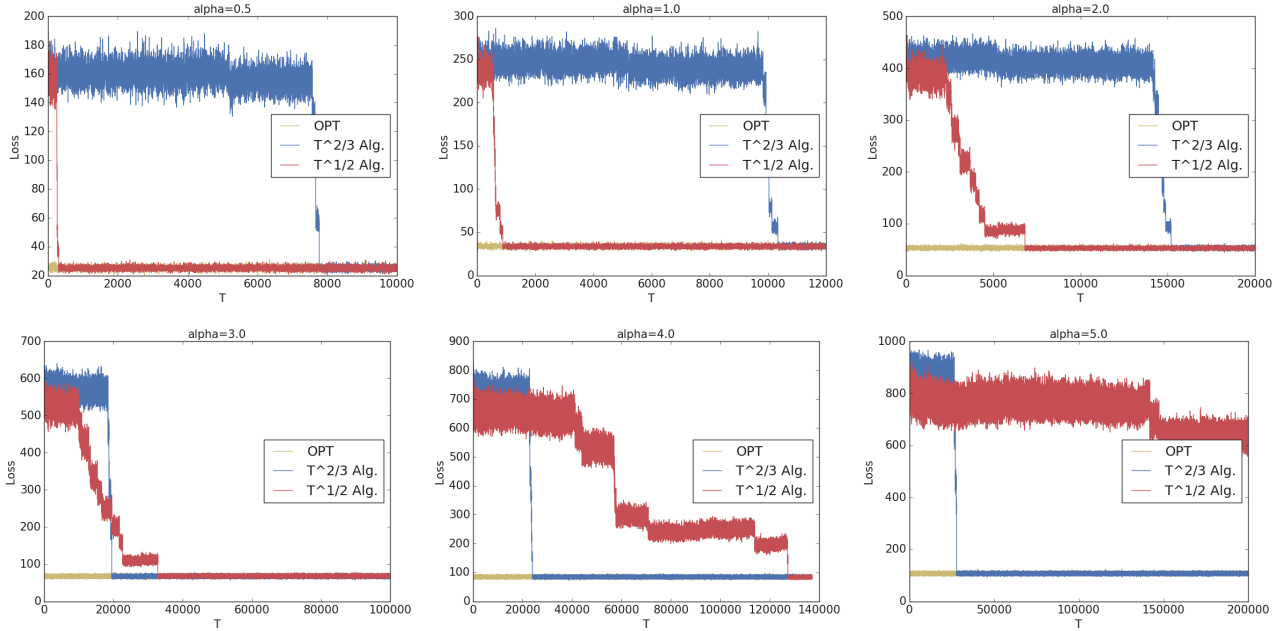 alpha=0.5
200
180
160
140
120
100
80
60
40
20
Loss
OPT
T^2/3 Alg.
T^1/2 Alg.
0
2000
4000
6000
8000
10000
T
alpha=1.0
300
250
200
150
100
50
0
Loss
OPT
T^2/3 Alg.
T^1/2 Alg.
0
2000
4000
6000
8000
10000
12000
T
alpha=2.0
500
400
300
200
100
0
Loss
OPT
T^2/3 Alg.
T^1/2 Alg.
0
5000
10000
15000
20000
T
alpha=3.0
700
600
500
400
300
200
100
0
Loss
OPT
T^2/3 Alg.
T^1/2 Alg.
0
20000
40000
60000
80000
100000
T
alpha=4.0
900
800
700
600
500
400
300
200
100
0
Loss
OPT
T^2/3 Alg.
T^1/2 Alg.
0
20000
40000
60000
80000
100000
120000
140000
T
alpha=5.0
1000
800
600
400
200
0
Loss
OPT
T^2/3 Alg.
T^1/2 Alg.
0
50000
100000
150000
200000
T